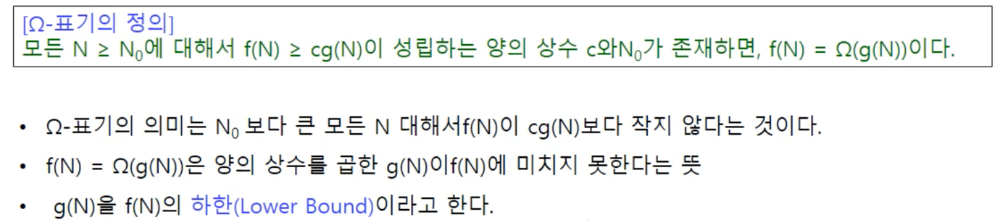 [Ω-표기의 정의]
모든 N ≥ N₀에 대해서 f(N) ≥ cg(N)이 성립하는 양의 상수 c와N₀가 존재하면, f(N) = Ω(g(N))이다.
• Ω-표기의 의미는 N₀ 보다 큰 모든 N 대해서f(N)이 cg(N)보다 작지 않다는 것이다.
• f(N) = Ω(g(N))은 양의 상수를 곱한 g(N)이f(N)에 미치지 못한다는 뜻
• g(N)을 f(N)의 하한(Lower Bound)이라고 한다.